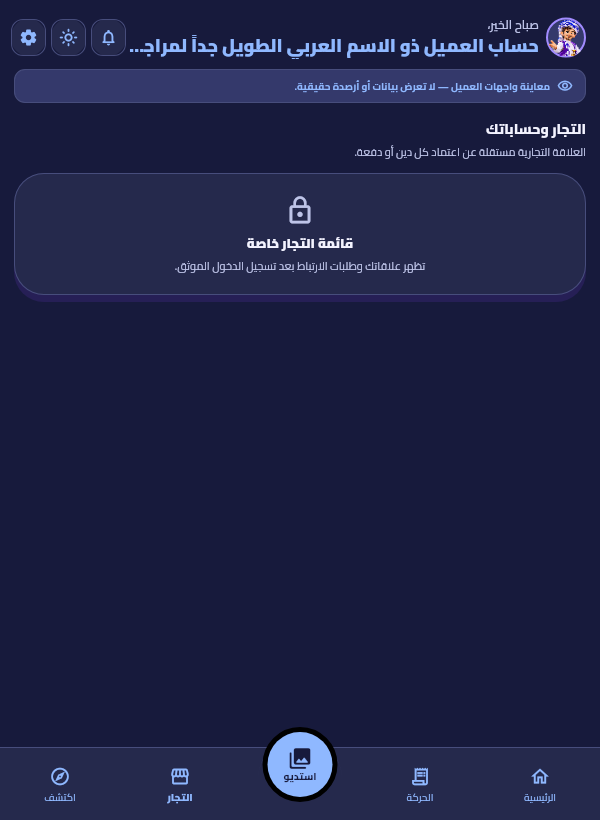 صباح الخير،
حساب العميل ذو الاسم العربي الطويل جداً لمراجـ...
معاينة واجهات العميل — لا تعرض بيانات أو أرصدة حقيقية.
التجار وحساباتك
العلاقة التجارية مستقلة عن اعتماد كل دين أو دفعة.
قائمة التجار خاصة
تظهر علاقاتك وطلبات الارتباط بعد تسجيل الدخول الموثق.
الرئيسية
الحركة
استديو
التجار
اكتشف